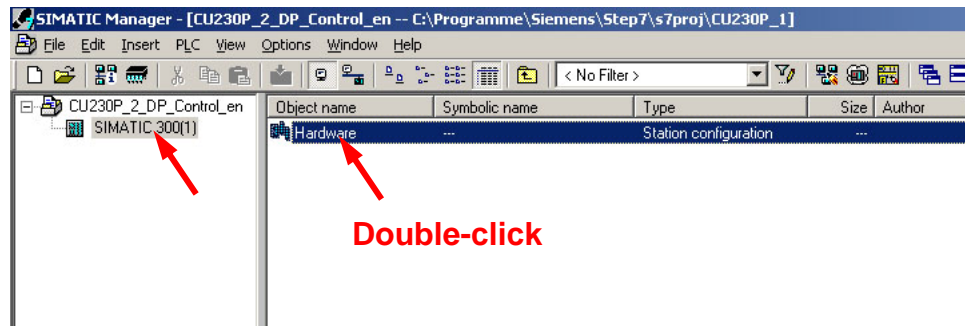 SIMATIC Manager - [CU230P_2_DP_Control_en -- C:\Programme\Siemens\Step7\s7proj\CU230P_1]
File Edit Insert PLC View Options Window Help
< No Filter >
CU230P_2_DP_Control_en
SIMATIC 300(1)
Object name Symbolic name Type Size Author
Hardware --- Station configuration ---
Double-click